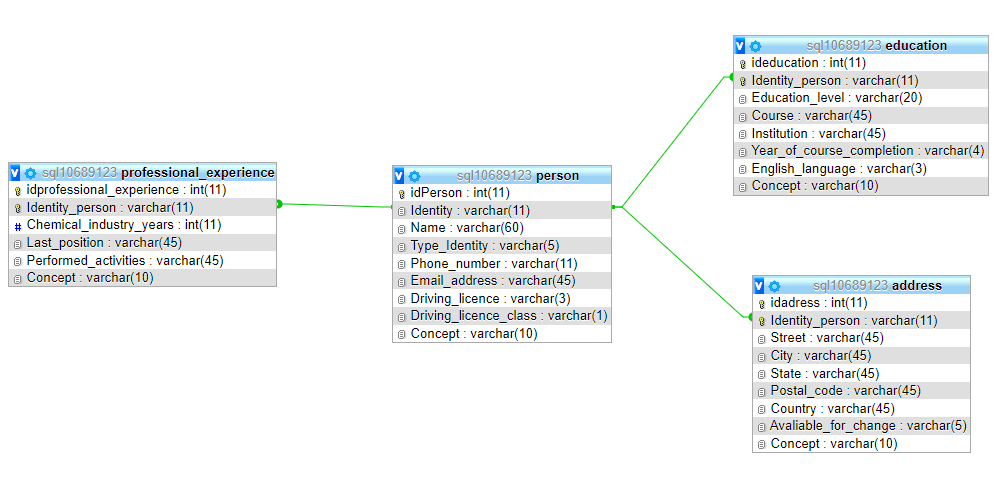 sql10689123 education
ideducation : int(11)
Identity_person : varchar(11)
Education_level : varchar(20)
Course : varchar(45)
Institution : varchar(45)
Year_of_course_completion : varchar(4)
English_language : varchar(3)
Concept : varchar(10)
sql10689123 professional_experience
idprofessional_experience : int(11)
Identity_person : varchar(11)
# Chemical_industry_years : int(11)
Last_position : varchar(45)
Performed_activities : varchar(45)
Concept : varchar(10)
sql10689123 person
idPerson : int(11)
Identity : varchar(11)
Name : varchar(60)
Type_Identity : varchar(5)
Phone_number : varchar(11)
Email_address : varchar(45)
Driving_licence : varchar(3)
Driving_licence_class : varchar(1)
Concept : varchar(10)
sql10689123 address
idadress : int(11)
Identity_person : varchar(11)
Street : varchar(45)
City : varchar(45)
State : varchar(45)
Postal_code : varchar(45)
Country : varchar(45)
Avaliable_for_change : varchar(5)
Concept : varchar(10)